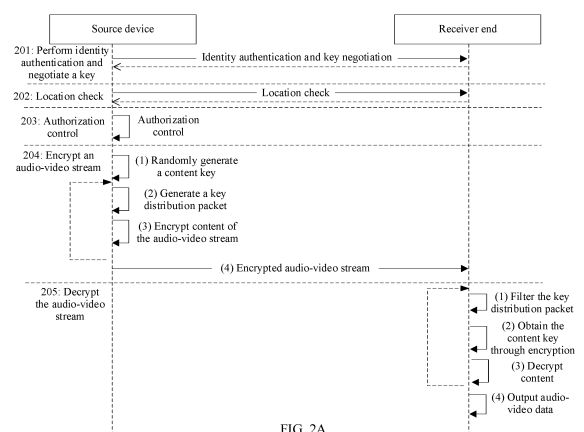 Source device
Receiver end
201: Perform identity
authentication and
negotiate a key
Identity authentication and key negotiation
202: Location check
Location check
203: Authorization
control
Authorization
control
204: Encrypt an
audio-video stream
(1) Randomly generate
a content key
(2) Generate a key
distribution packet
(3) Encrypt content of
the audio-video stream
(4) Encrypted audio-video stream
205: Decrypt
the audio-video
stream
(1) Filter the key
distribution packet
(2) Obtain the
content key
through encryption
(3) Decrypt
content
(4) Output audio-
video data
FIG. 2A